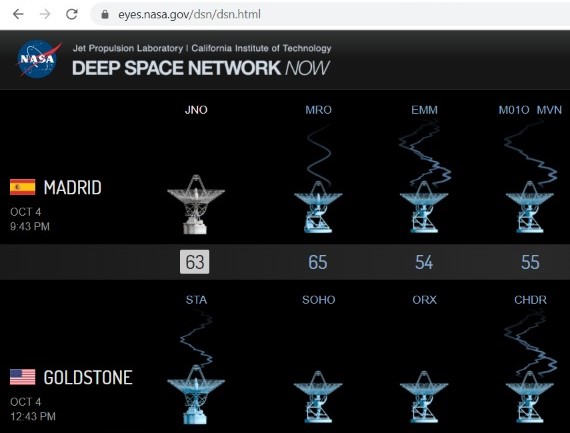 eyes.nasa.gov/dsn/dsn.html
NASA
Jet Propulsion Laboratory | California Institute of Technology
DEEP SPACE NETWORK NOW
JNO MRO EMM M01O MVN
MADRID
OCT 4
9:43 PM
63 65 54 55
STA SOHO ORX CHDR
GOLDSTONE
OCT 4
12:43 PM